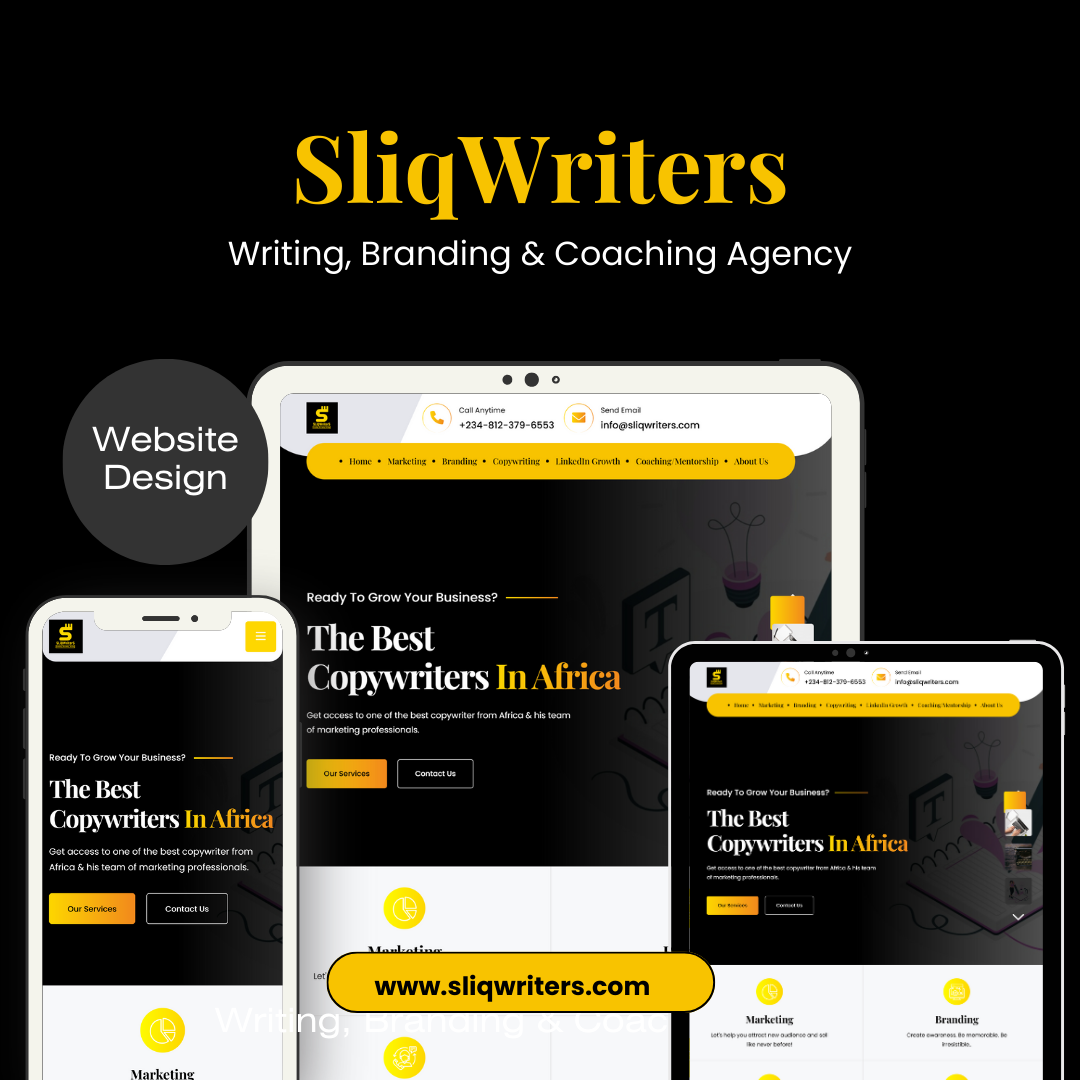 SliqWriters
Writing, Branding & Coaching Agency
Website
Design
S
Call Anytime
+234-812-379-6553
Send Email
info@sliqwriters.com
• Home • Marketing • Branding • Copywriting • LinkedIn Growth • Coaching/Mentorship • About Us
Ready To Grow Your Business?
The Best
Copywriters In Africa
Get access to one of the best copywriter from Africa & his team
of marketing professionals.
Our Services
Contact Us
T
Marketing
Let'
S
Ready To Grow Your Business?
The Best
Copywriters In Africa
Get access to one of the best copywriter from
Africa & his team of marketing professionals.
Our Services
Contact Us
Marketing
S
Call Anytime
+234-812-379-6553
Send Email
info@sliqwriters.com
• Home • Marketing • Branding • Copywriting • LinkedIn Growth • Coaching/Mentorship • About Us
Ready To Grow Your Business?
The Best
Copywriters In Africa
Get access to one of the best copywriter from Africa & his team
of marketing professionals.
Our Services
Contact Us
T
Marketing
Let's help you attract new audience and sell
like never before!
Branding
Create awareness. Be memorable. Be
irresistible.
www.sliqwriters.com
Writing, Branding & Coac